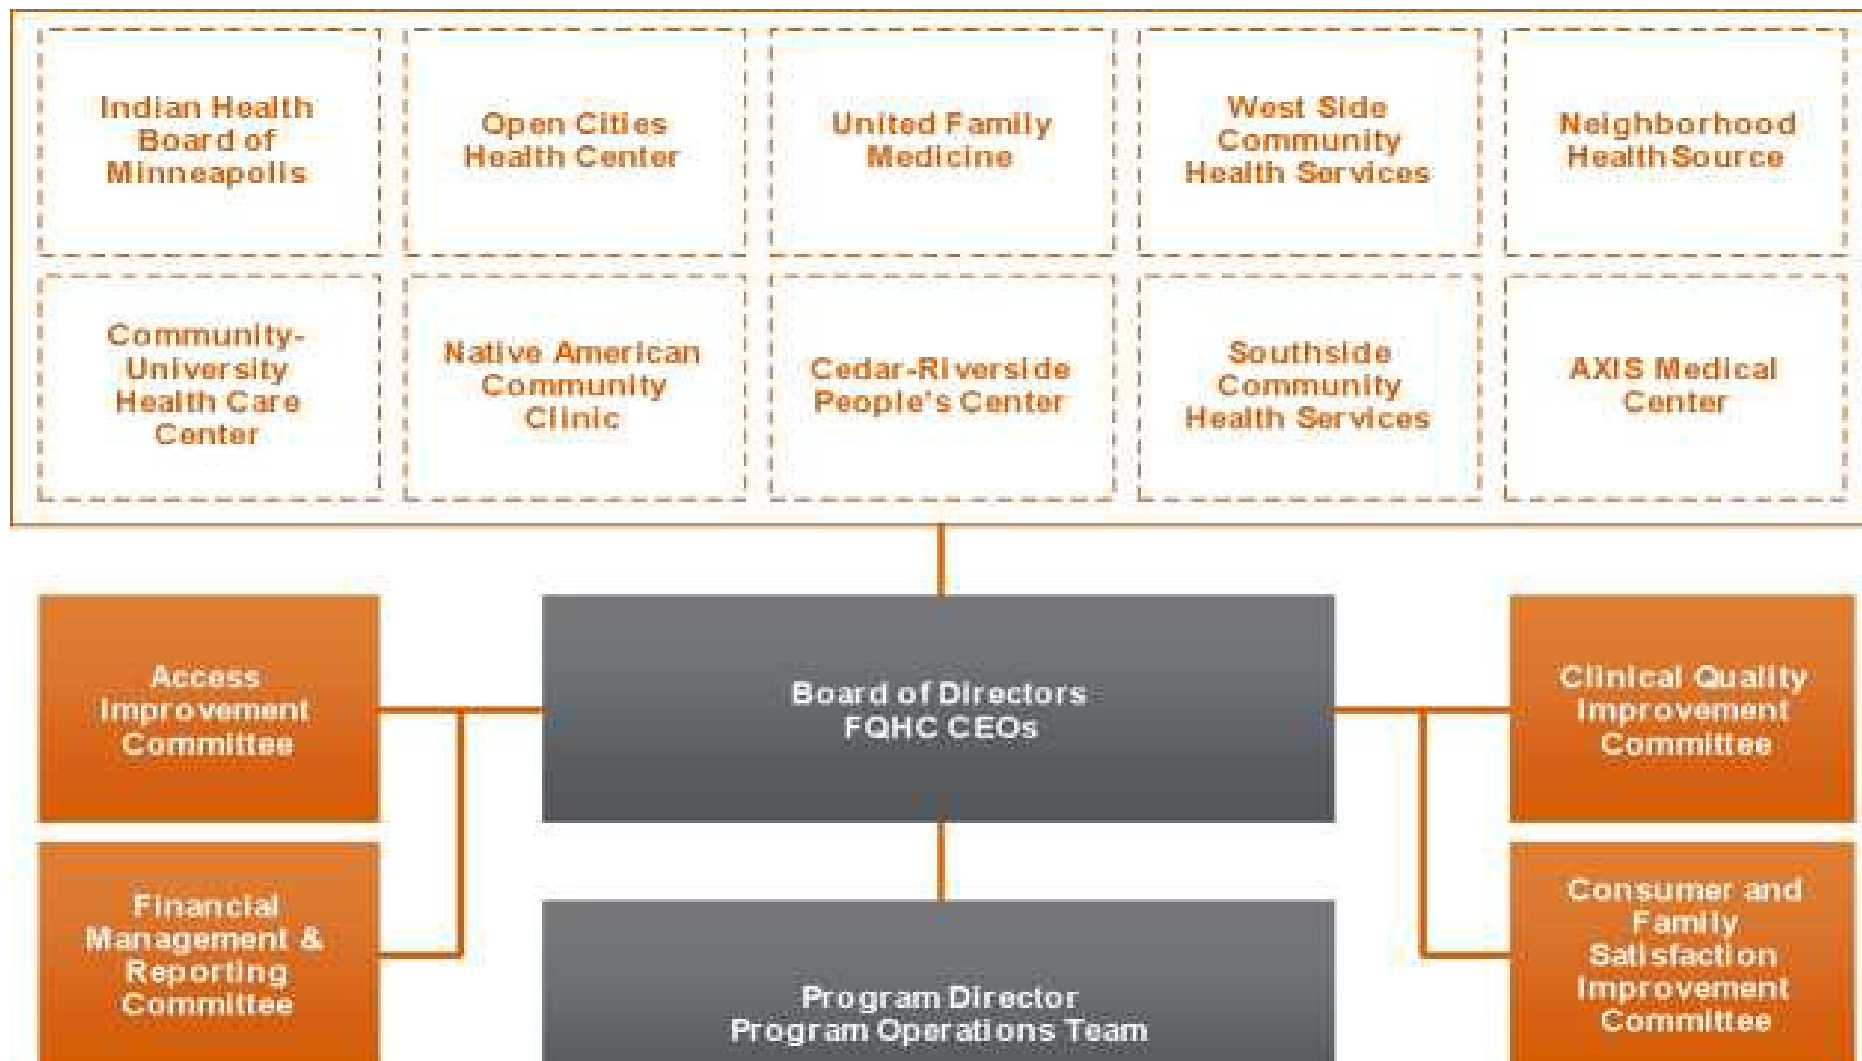 Indian Health
Board of
Minneapolis
Open Cities
Health Center
United Family
Medicine
West Side
Community
Health Services
Neighborhood
HealthSource
Community-
University
Health Care
Center
Native American
Community
Clinic
Cedar-Riverside
People's Center
Southside
Community
Health Services
AXIS Medical
Center
Access
Improvement
Committee
Board of Directors
FQHC CEOs
Clinical Quality
Improvement
Committee
Financial
Management &
Reporting
Committee
Program Director
Program Operations Team
Consumer and
Family
Satisfaction
Improvement
Committee